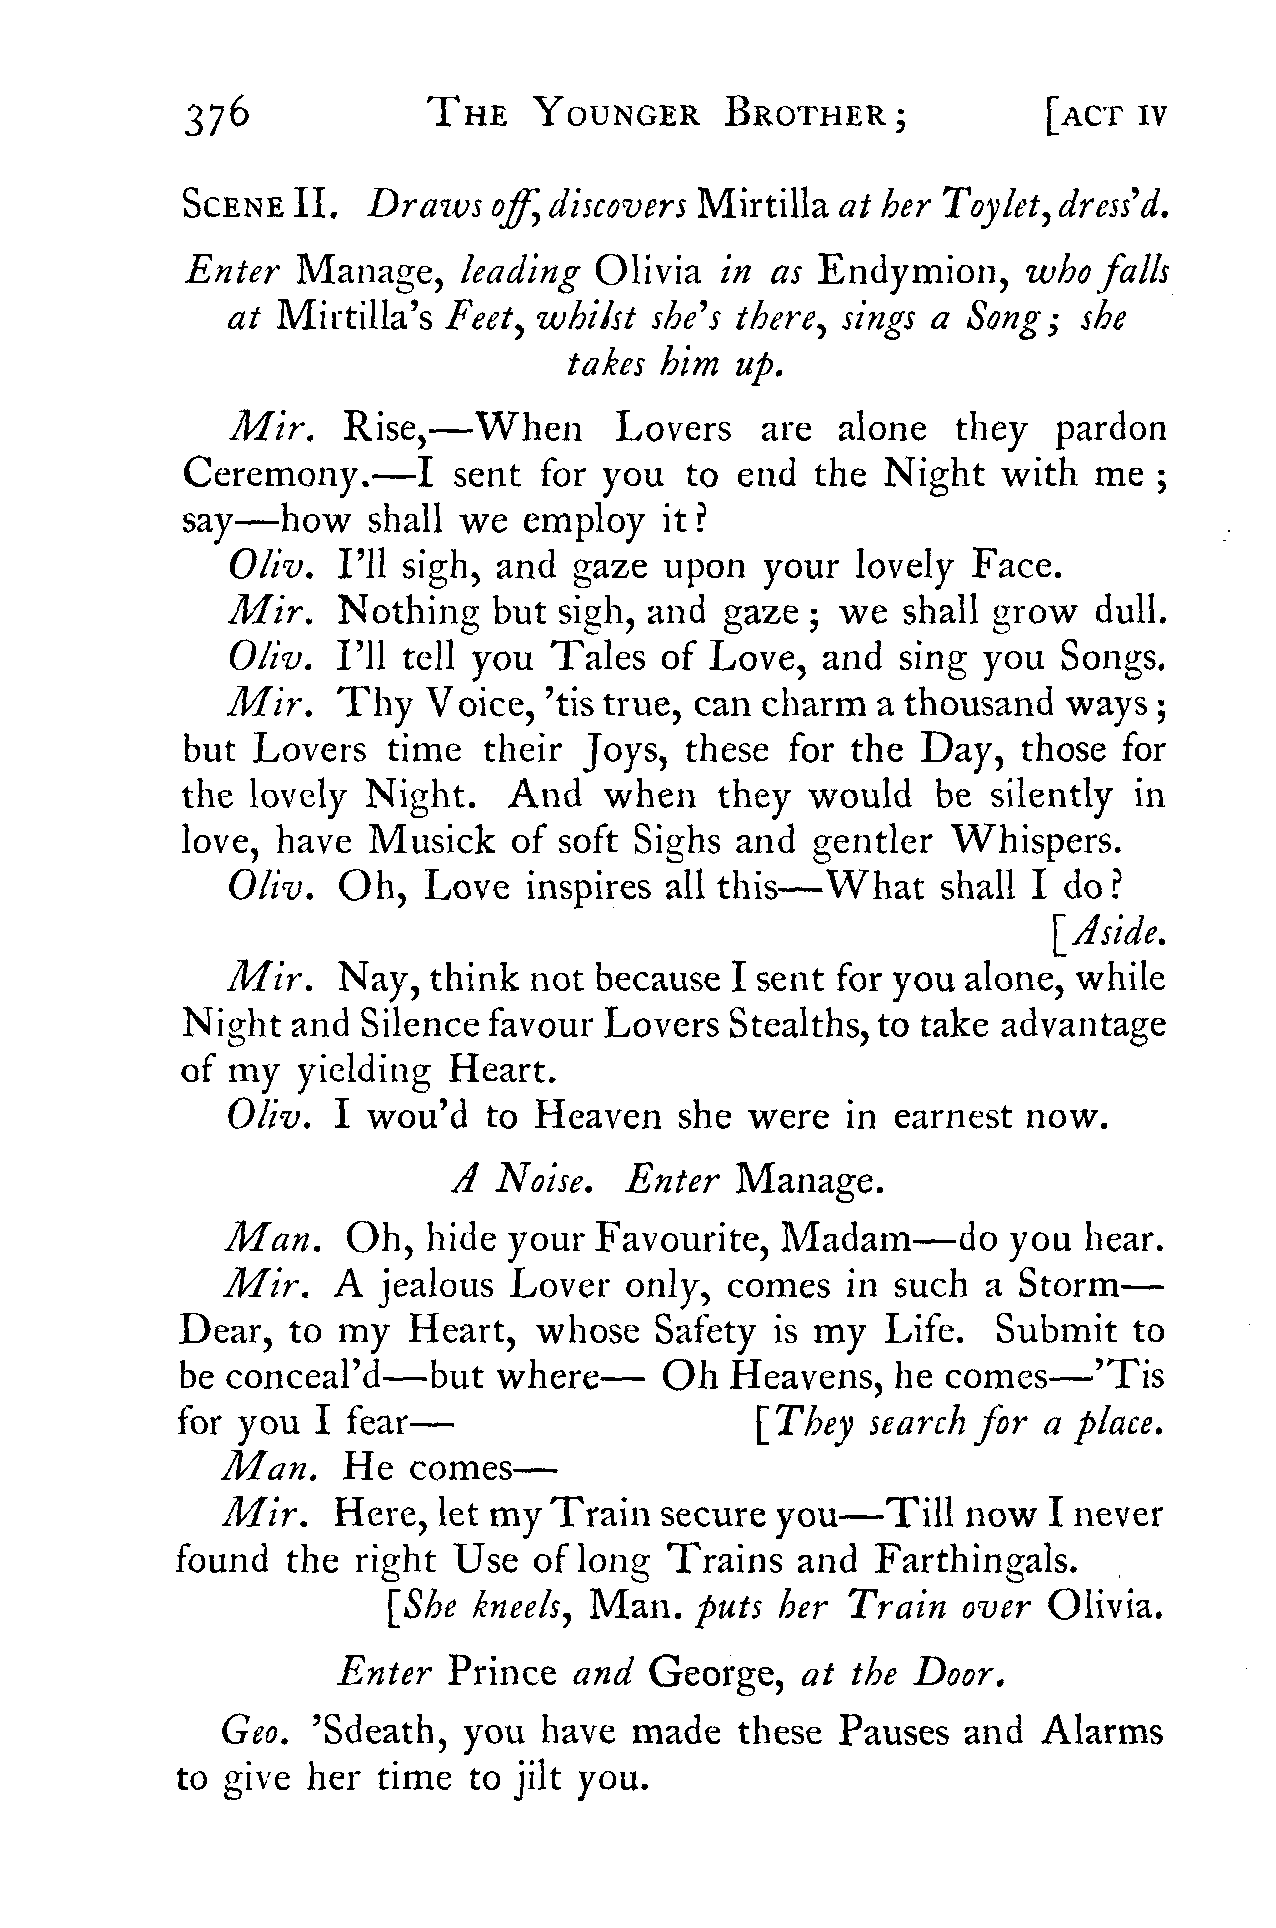 376 THE YOUNGER BROTHER; [ACT IV
SCENE II. Draws off, discovers Mirtilla at her Toylet, dress'd.
Enter Manage, leading Olivia in as Endymion, who falls
at Mirtilla's Feet, whilst she's there, sings a Song; she
takes him up.
Mir. Rise,—When Lovers are alone they pardon
Ceremony.—I sent for you to end the Night with me;
say—how shall we employ it?
Oliv. I'll sigh, and gaze upon your lovely Face.
Mir. Nothing but sigh, and gaze; we shall grow dull.
Oliv. I'll tell you Tales of Love, and sing you Songs.
Mir. Thy Voice, 'tis true, can charm a thousand ways;
but Lovers time their Joys, these for the Day, those for
the lovely Night. And when they would be silently in
love, have Musick of soft Sighs and gentler Whispers.
Oliv. Oh, Love inspires all this—What shall I do?
[Aside.
Mir. Nay, think not because I sent for you alone, while
Night and Silence favour Lovers Stealths, to take advantage
of my yielding Heart.
Oliv. I wou'd to Heaven she were in earnest now.
A Noise. Enter Manage.
Man. Oh, hide your Favourite, Madam—do you hear.
Mir. A jealous Lover only, comes in such a Storm—
Dear, to my Heart, whose Safety is my Life. Submit to
be conceal'd—but where— Oh Heavens, he comes—'Tis
for you I fear— [They search for a place.
Man. He comes—
Mir. Here, let my Train secure you—Till now I never
found the right Use of long Trains and Farthingals.
[She kneels, Man. puts her Train over Olivia.
Enter Prince and George, at the Door.
Geo. 'Sdeath, you have made these Pauses and Alarms
to give her time to jilt you.